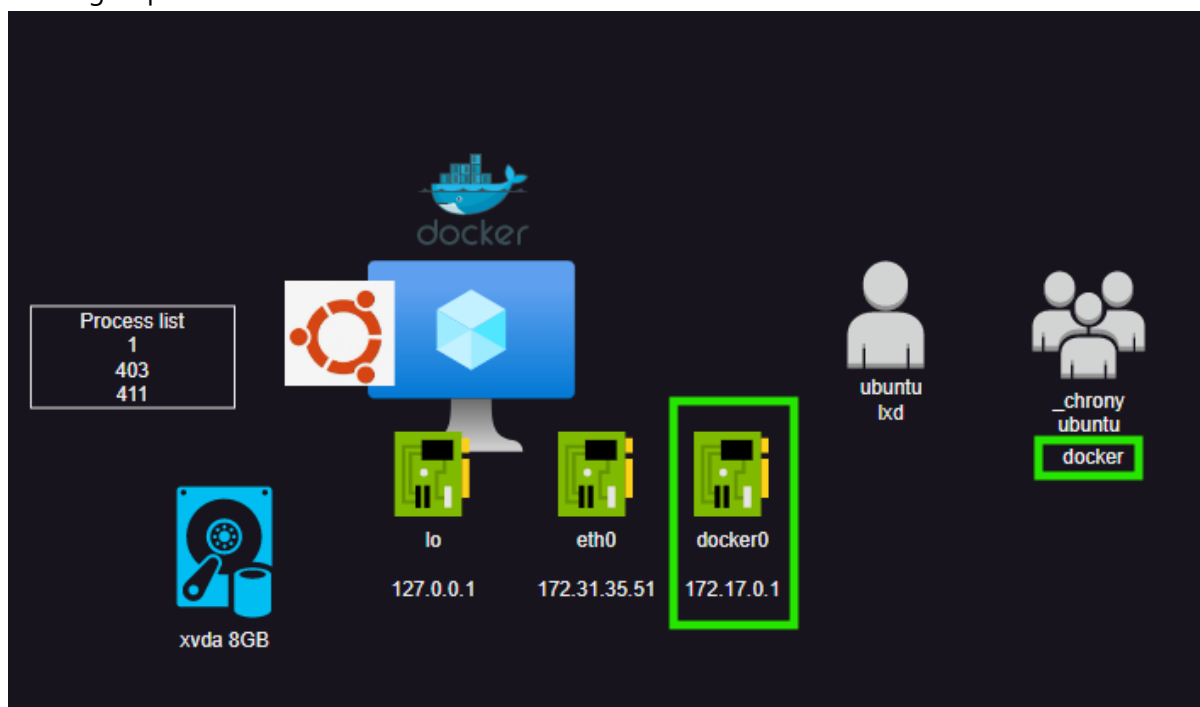 docker
Process list
1
403
411
ubuntu
lxd
_chrony
ubuntu
docker
lo
eth0
docker0
127.0.0.1
172.31.35.51
172.17.0.1
xvda 8GB